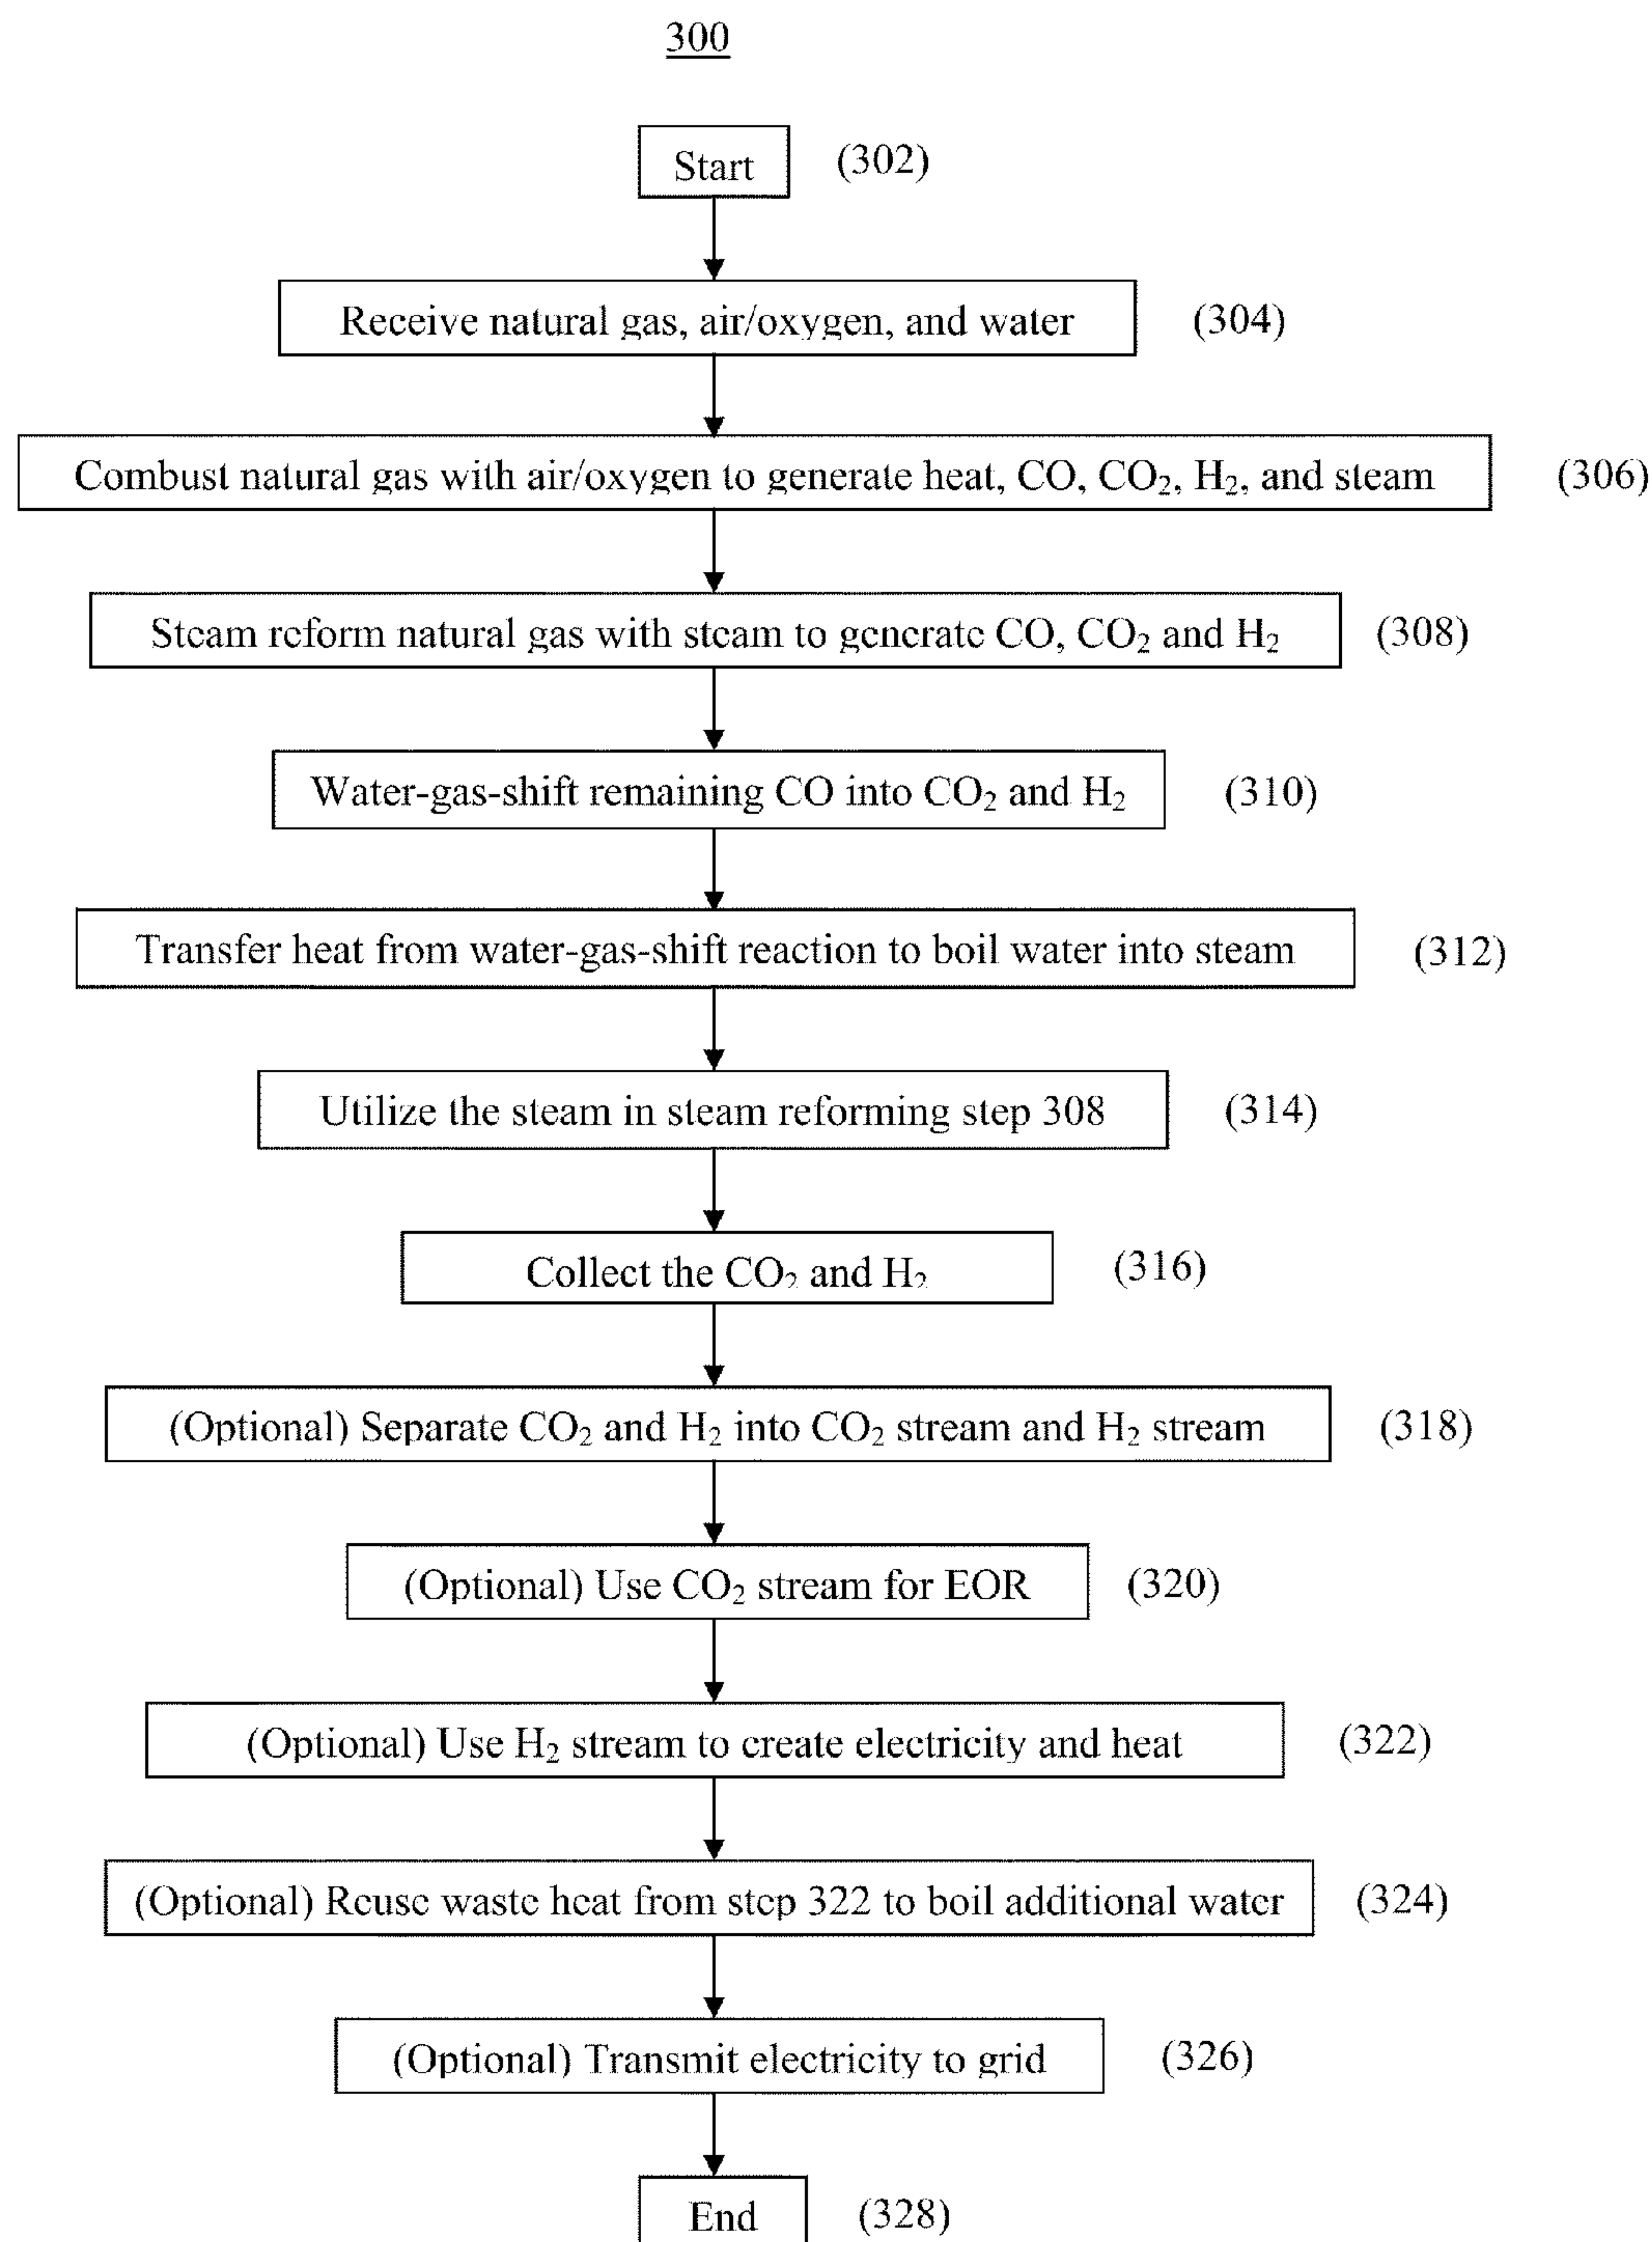 300
Start (302)
Receive natural gas, air/oxygen, and water (304)
Combust natural gas with air/oxygen to generate heat, CO, CO₂, H₂, and steam (306)
Steam reform natural gas with steam to generate CO, CO₂ and H₂ (308)
Water-gas-shift remaining CO into CO₂ and H₂ (310)
Transfer heat from water-gas-shift reaction to boil water into steam (312)
Utilize the steam in steam reforming step 308 (314)
Collect the CO₂ and H₂ (316)
(Optional) Separate CO₂ and H₂ into CO₂ stream and H₂ stream (318)
(Optional) Use CO₂ stream for EOR (320)
(Optional) Use H₂ stream to create electricity and heat (322)
(Optional) Reuse waste heat from step 322 to boil additional water (324)
(Optional) Transmit electricity to grid (326)
End (328)